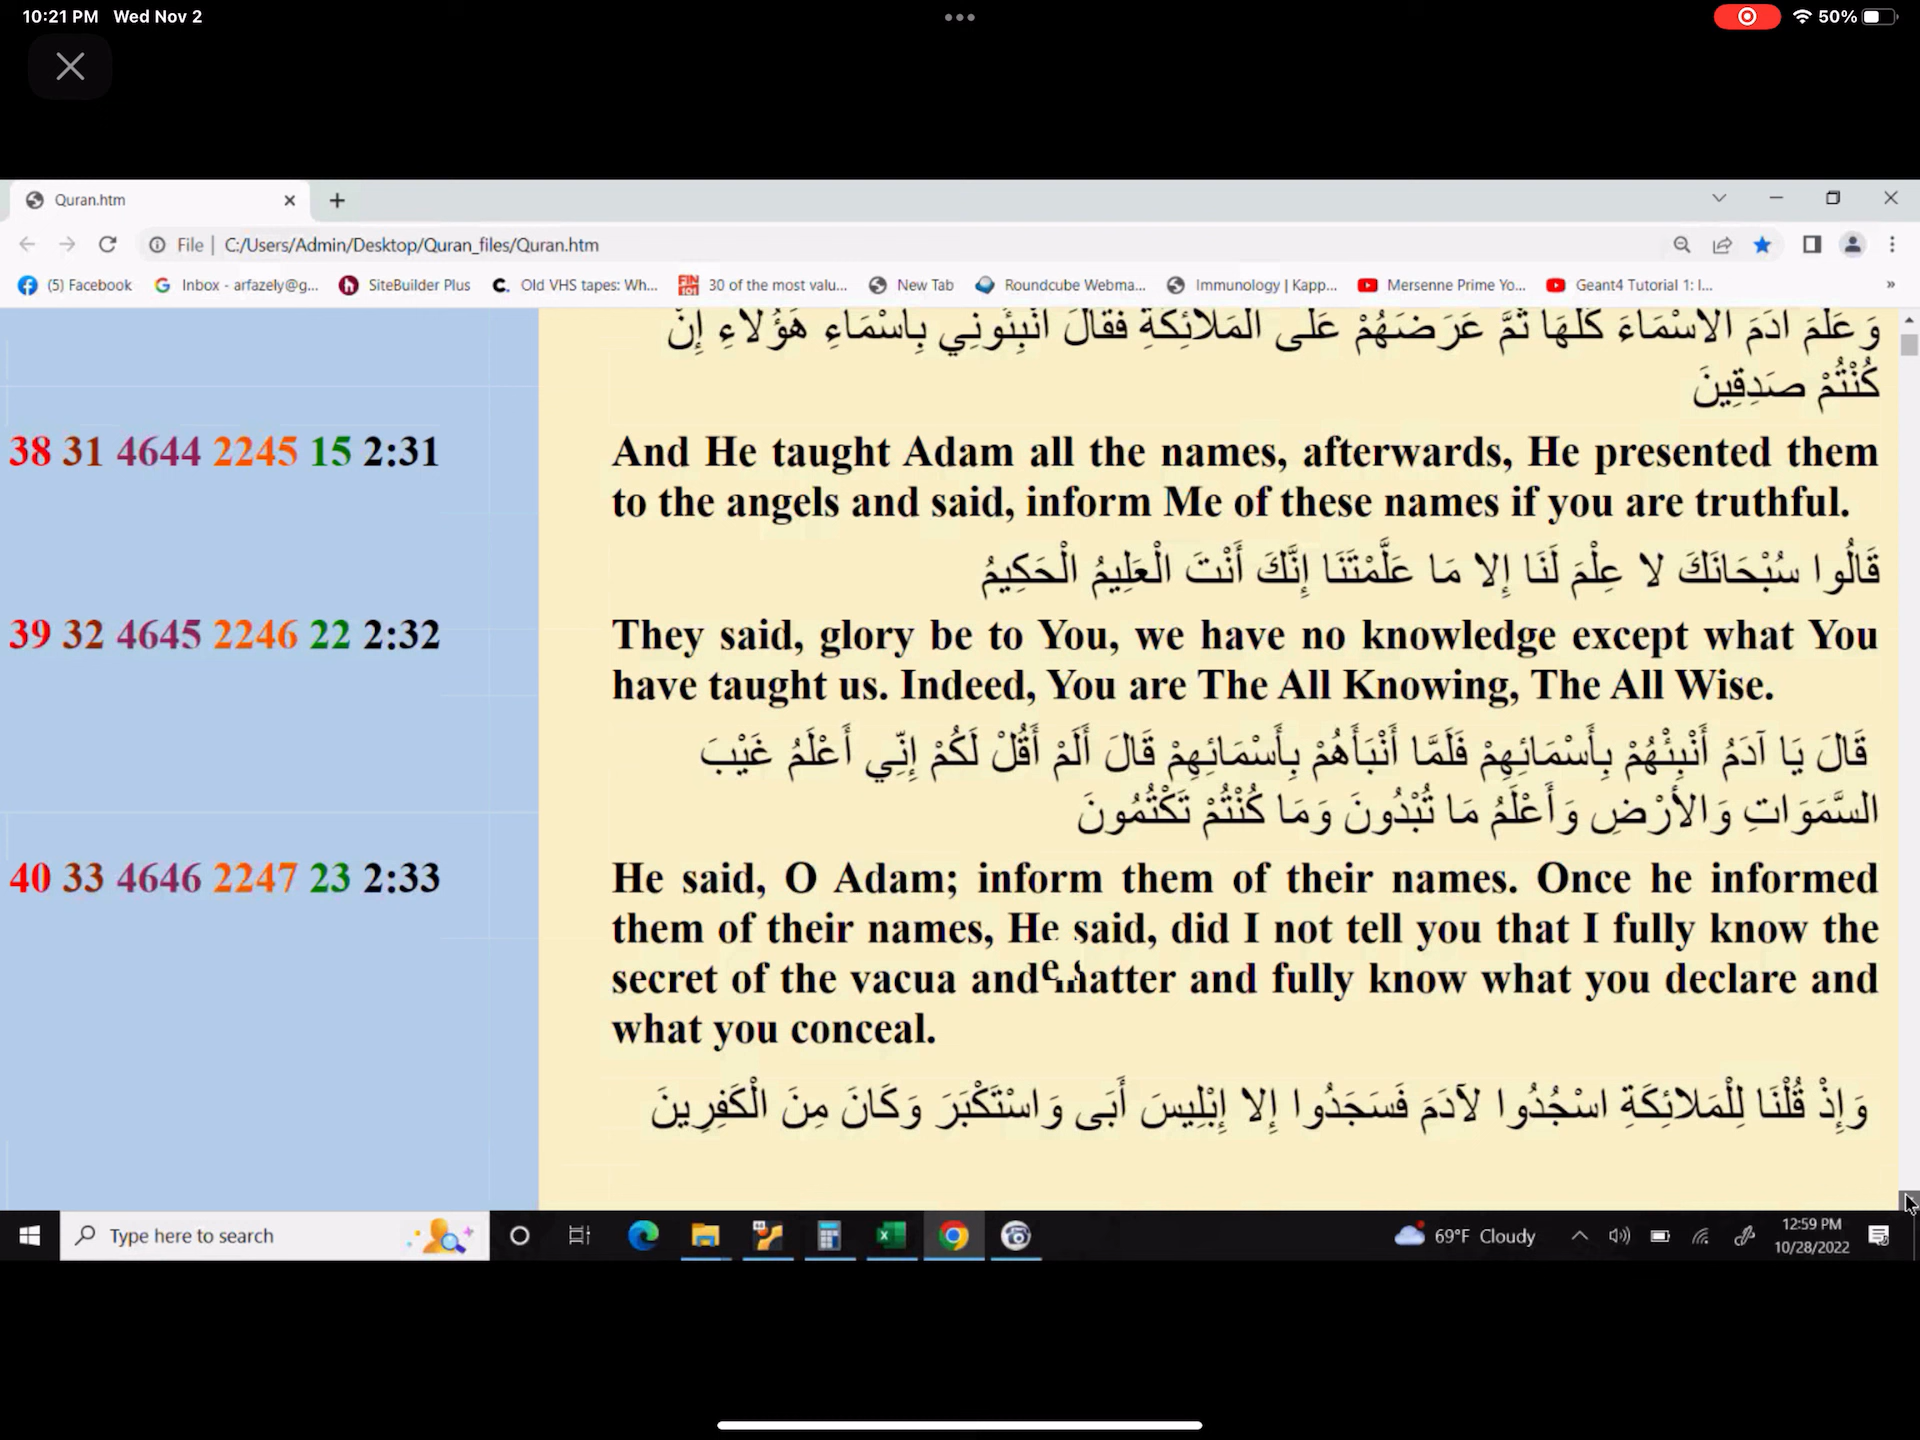 10:21 PM Wed Nov 2
50%
Quran.htm
File | C:/Users/Admin/Desktop/Quran_files/Quran.htm
(5) Facebook
Inbox - arfazely@g...
SiteBuilder Plus
Old VHS tapes: Wh...
30 of the most valu...
New Tab
Roundcube Webma...
Immunology | Kapp...
Mersenne Prime Yo...
Geant4 Tutorial 1: I...
»
وَعَلَّمَ آدَمَ الأَسْمَاءَ كُلَّهَا ثُمَّ عَرَضَهُمْ عَلَى الْمَلائِكَةِ فَقَالَ أَنْبِئُونِي بِأَسْمَاءِ هَؤُلاءِ إِنْ
كُنْتُمْ صَدِقِينَ
38 31 4644 2245 15 2:31
And He taught Adam all the names, afterwards, He presented them
to the angels and said, inform Me of these names if you are truthful.
قَالُوا سُبْحَانَكَ لا عِلْمَ لَنَا إِلا مَا عَلَّمْتَنَا إِنَّكَ أَنْتَ الْعَلِيمُ الْحَكِيمُ
39 32 4645 2246 22 2:32
They said, glory be to You, we have no knowledge except what You
have taught us. Indeed, You are The All Knowing, The All Wise.
قَالَ يَا آدَمُ أَنْبِئْهُمْ بِأَسْمَائِهِمْ فَلَمَّا أَنْبَأَهُمْ بِأَسْمَائِهِمْ قَالَ أَلَمْ أَقُلْ لَكُمْ إِنِّي أَعْلَمُ غَيْبَ
السَّمَوَاتِ وَالأَرْضِ وَأَعْلَمُ مَا تُبْدُونَ وَمَا كُنْتُمْ تَكْتُمُونَ
40 33 4646 2247 23 2:33
He said, O Adam; inform them of their names. Once he informed
them of their names, He said, did I not tell you that I fully know the
secret of the vacua and matter and fully know what you declare and
what you conceal.
وَإِذْ قُلْنَا لِلْمَلائِكَةِ اسْجُدُوا لآدَمَ فَسَجَدُوا إِلا إِبْلِيسَ أَبَى وَاسْتَكْبَرَ وَكَانَ مِنَ الْكَفِرِينَ
Type here to search
69°F Cloudy
12:59 PM
10/28/2022